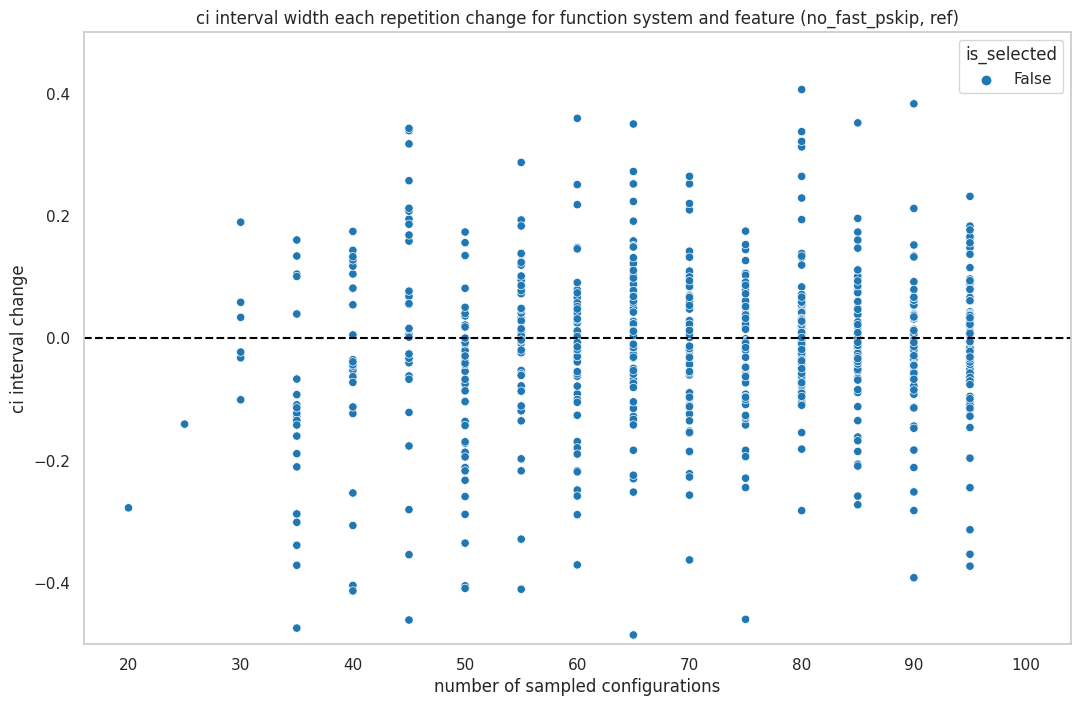 ci interval width each repetition change for function system and feature (no_fast_pskip, ref)
is_selected
False
ci interval change
0.4
0.2
0.0
−0.2
−0.4
20 30 40 50 60 70 80 90 100
number of sampled configurations